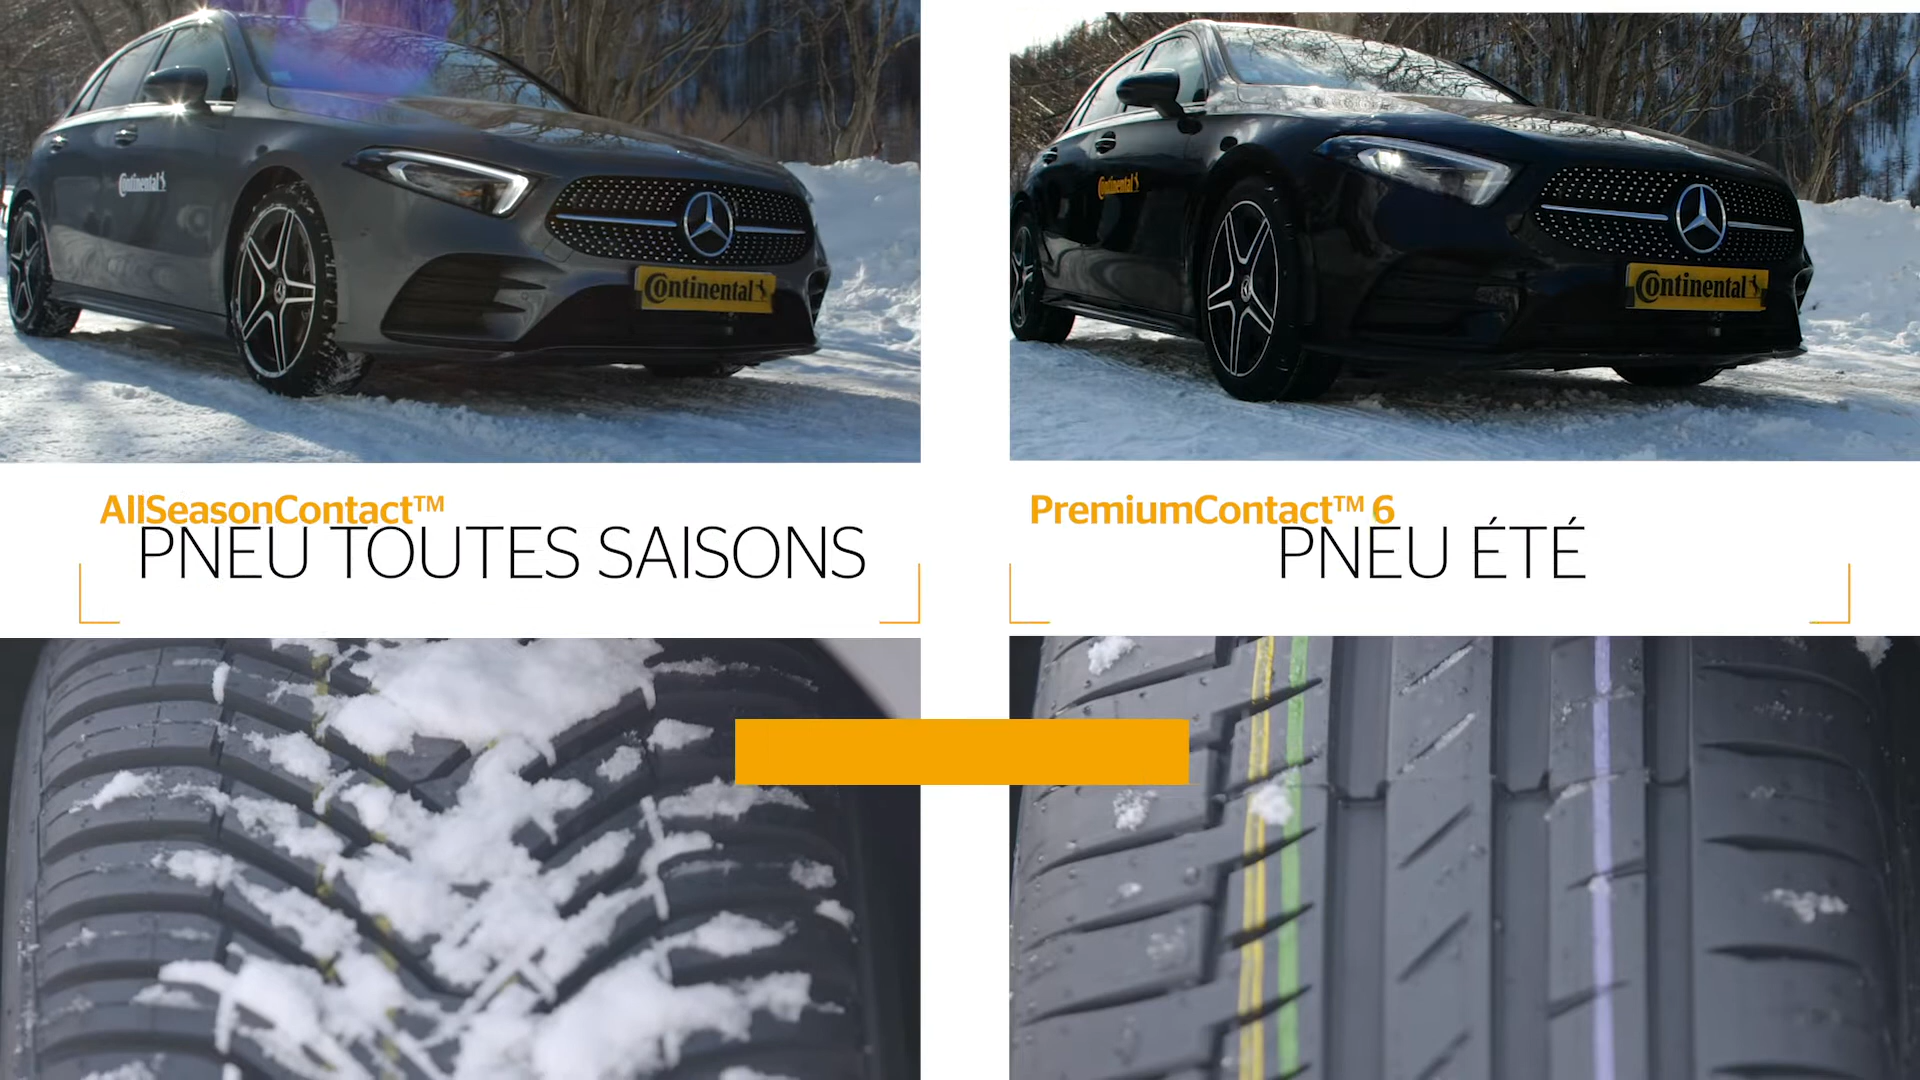 Continental
Continental
Continental
Continental
AllSeasonContact™
PNEU TOUTES SAISONS
PremiumContact™ 6
PNEU ÉTÉ